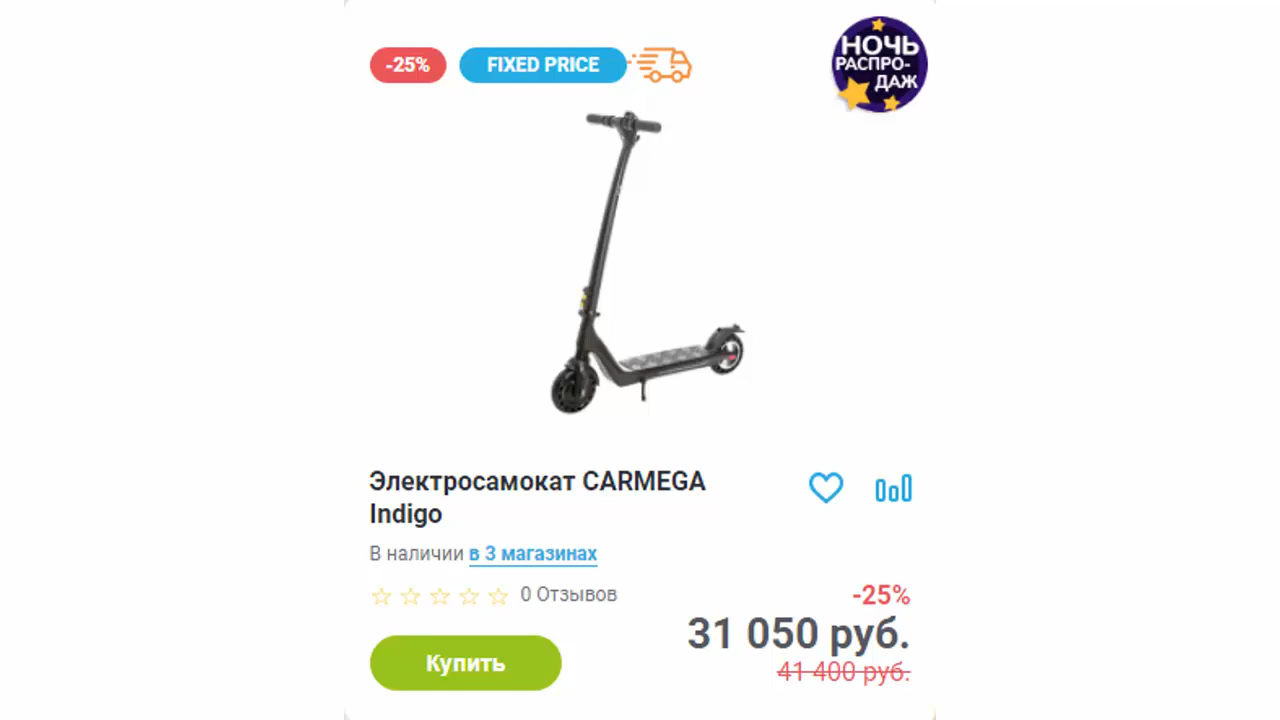 -25%
FIXED PRICE
НОЧЬ
РАСПРО-
ДАЖ
Электросамокат CARMEGA
Indigo
В наличии в 3 магазинах
0 Отзывов
-25%
31 050 руб.
41 400 руб.
Купить